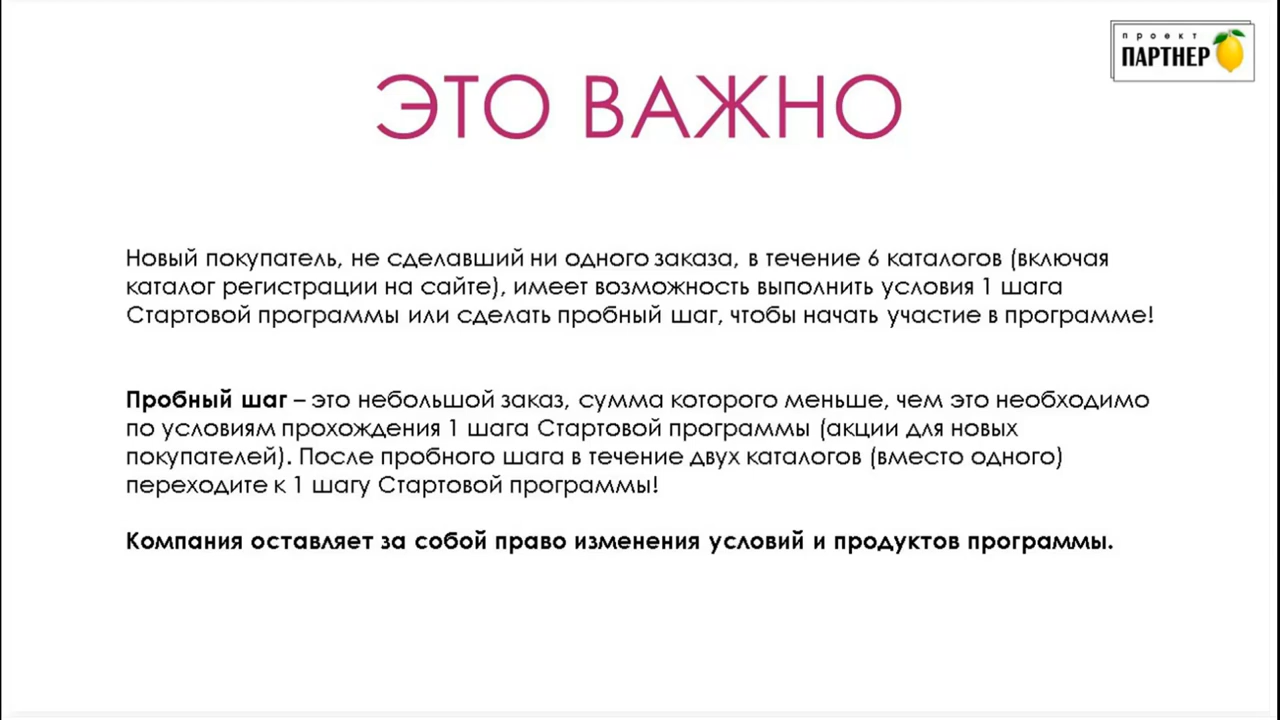 проект
ПАРТНЕР
ЭТО ВАЖНО
Новый покупатель, не сделавший ни одного заказа, в течение 6 каталогов (включая
каталог регистрации на сайте), имеет возможность выполнить условия 1 шага
Стартовой программы или сделать пробный шаг, чтобы начать участие в программе!
Пробный шаг – это небольшой заказ, сумма которого меньше, чем это необходимо
по условиям прохождения 1 шага Стартовой программы (акции для новых
покупателей). После пробного шага в течение двух каталогов (вместо одного)
переходите к 1 шагу Стартовой программы!
Компания оставляет за собой право изменения условий и продуктов программы.